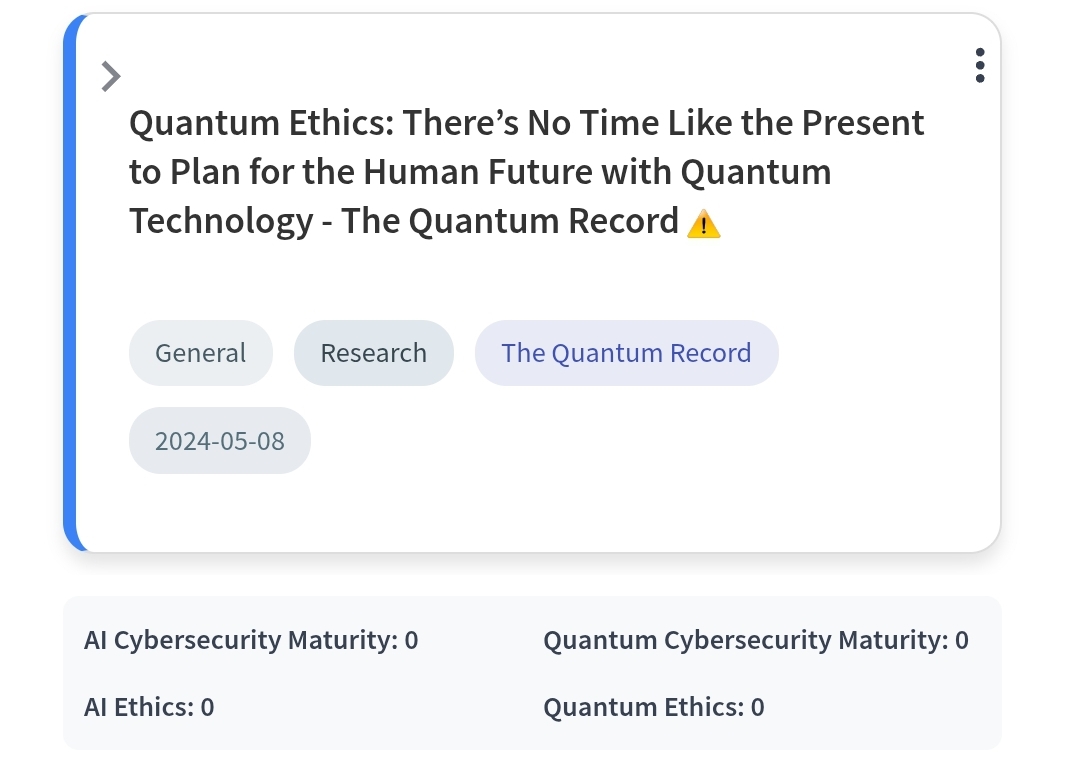 Quantum Ethics: There’s No Time Like the Present
to Plan for the Human Future with Quantum
Technology - The Quantum Record ⚠️
General Research The Quantum Record
2024-05-08
AI Cybersecurity Maturity: 0 Quantum Cybersecurity Maturity: 0
AI Ethics: 0 Quantum Ethics: 0